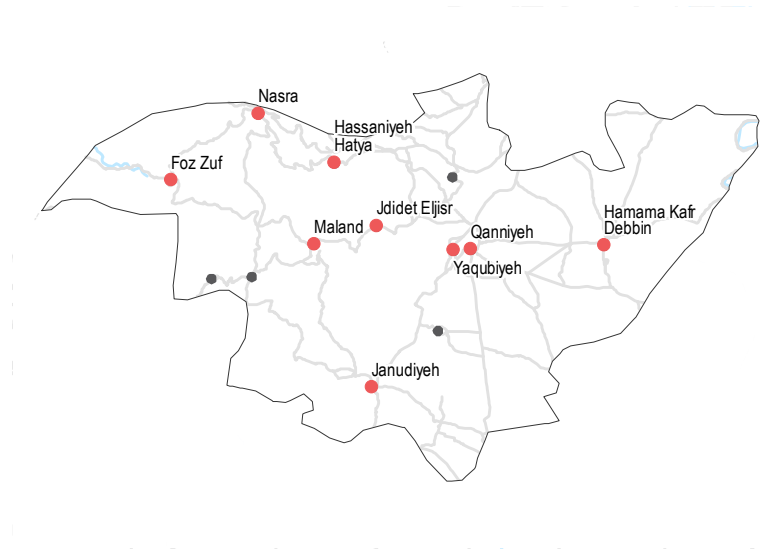 Nasra
Hassaniyeh
Hatya
Foz Zuf
Jdidet Eljisr
Maland
Hamama Kafr
Debbin
Qanniyeh
Yaqubiyeh
Janudiyeh